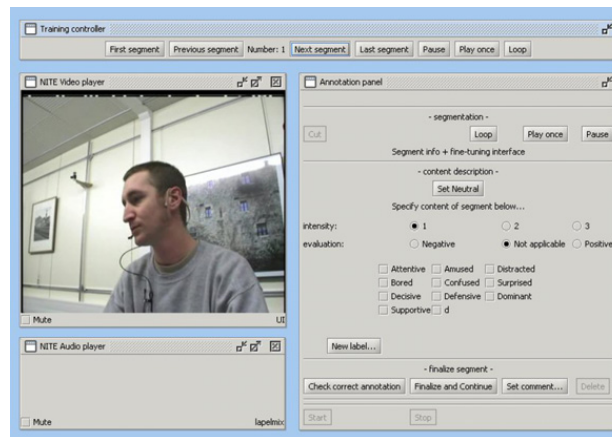 Training controller
First segment Previous segment Number: 1 Next segment Last segment Pause Play once Loop
NITE Video player
Mute UI
NITE Audio player
Mute lapelmix
Annotation panel
- segmentation -
Cut Loop Play once Pause
Segment info + fine-tuning interface
- content description -
Set Neutral
Specify content of segment below...
intensity: 1 2 3
evaluation: Negative Not applicable Positive
Attentive Amused Distracted
Bored Confused Surprised
Decisive Defensive Dominant
Supportive d
New label...
- finalize segment -
Check correct annotation Finalize and Continue Set comment... Delete
Start Stop